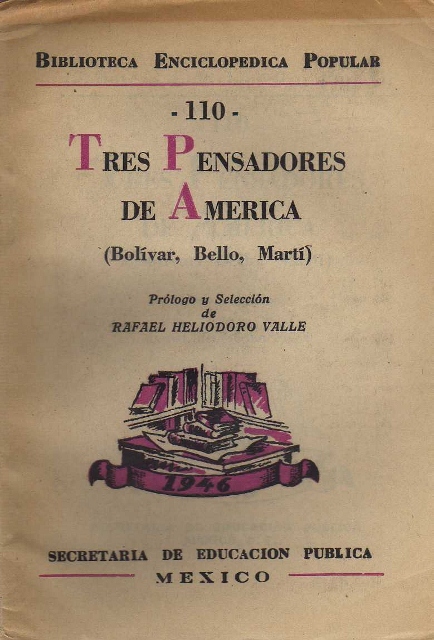 BIBLIOTECA ENCICLOPEDICA POPULAR
- 110 -
TRES PENSADORES
DE AMERICA
(Bolívar, Bello, Martí)
Prólogo y Selección
de
RAFAEL HELIODORO VALLE
1946
SECRETARIA DE EDUCACION PUBLICA
MEXICO